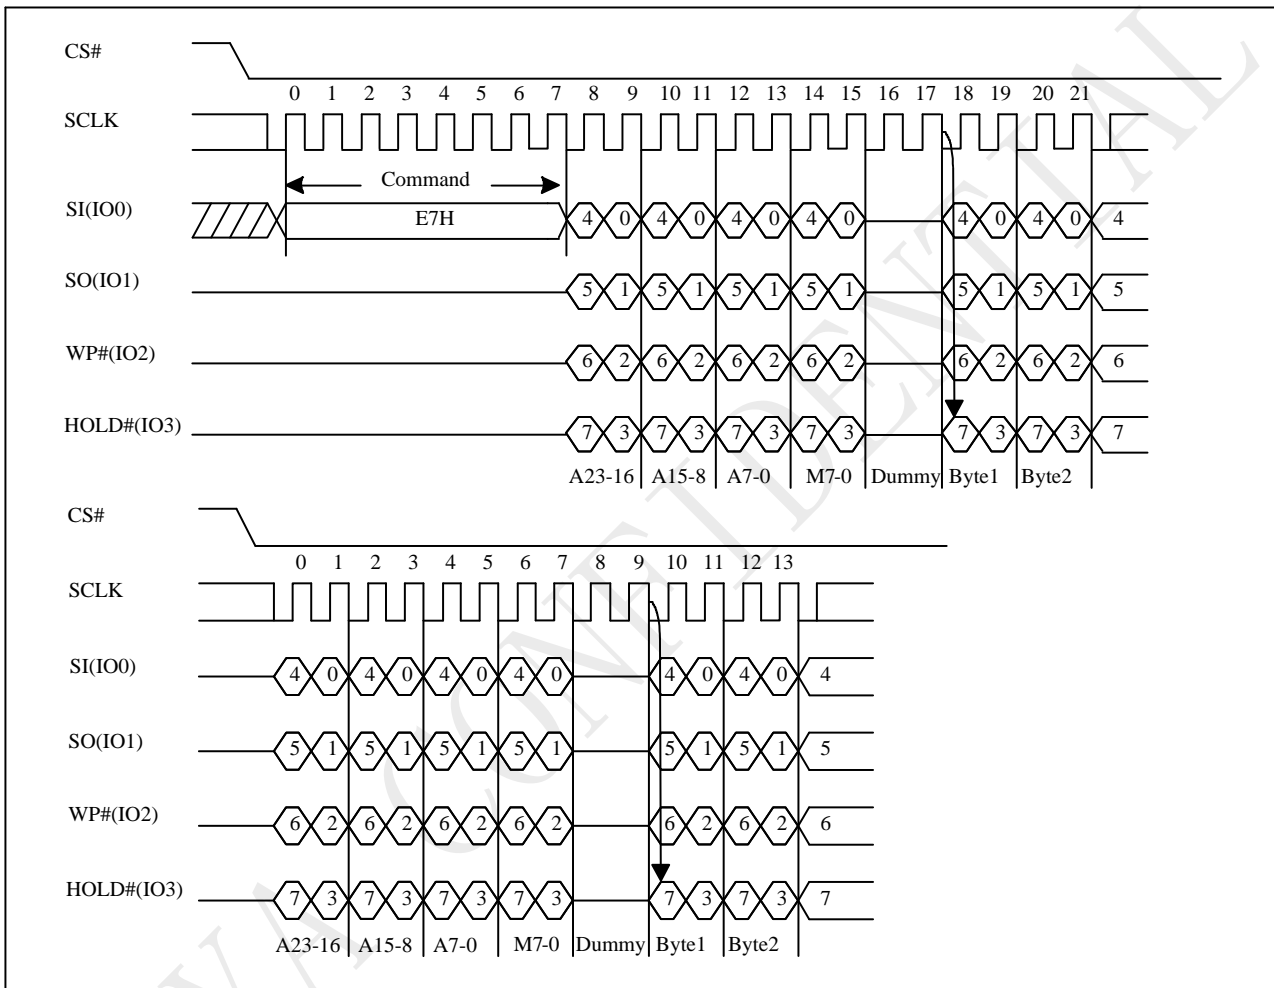 CS#
0 1 2 3 4 5 6 7 8 9 10 11 12 13 14 15 16 17 18 19 20 21
SCLK
Command
SI(IO0) E7H 4 0 4 0 4 0 4 0 4 0 4 0 4
SO(IO1) 5 1 5 1 5 1 5 1 5 1 5 1 5
WP#(IO2) 6 2 6 2 6 2 6 2 6 2 6 2 6
HOLD#(IO3) 7 3 7 3 7 3 7 3 7 3 7 3 7
A23-16 A15-8 A7-0 M7-0 Dummy Byte1 Byte2
CS#
0 1 2 3 4 5 6 7 8 9 10 11 12 13
SCLK
SI(IO0) 4 0 4 0 4 0 4 0 4 0 4 0 4
SO(IO1) 5 1 5 1 5 1 5 1 5 1 5 1 5
WP#(IO2) 6 2 6 2 6 2 6 2 6 2 6 2 6
HOLD#(IO3) 7 3 7 3 7 3 7 3 7 3 7 3 7
A23-16 A15-8 A7-0 M7-0 Dummy Byte1 Byte2
VA CONFIDENTIAL